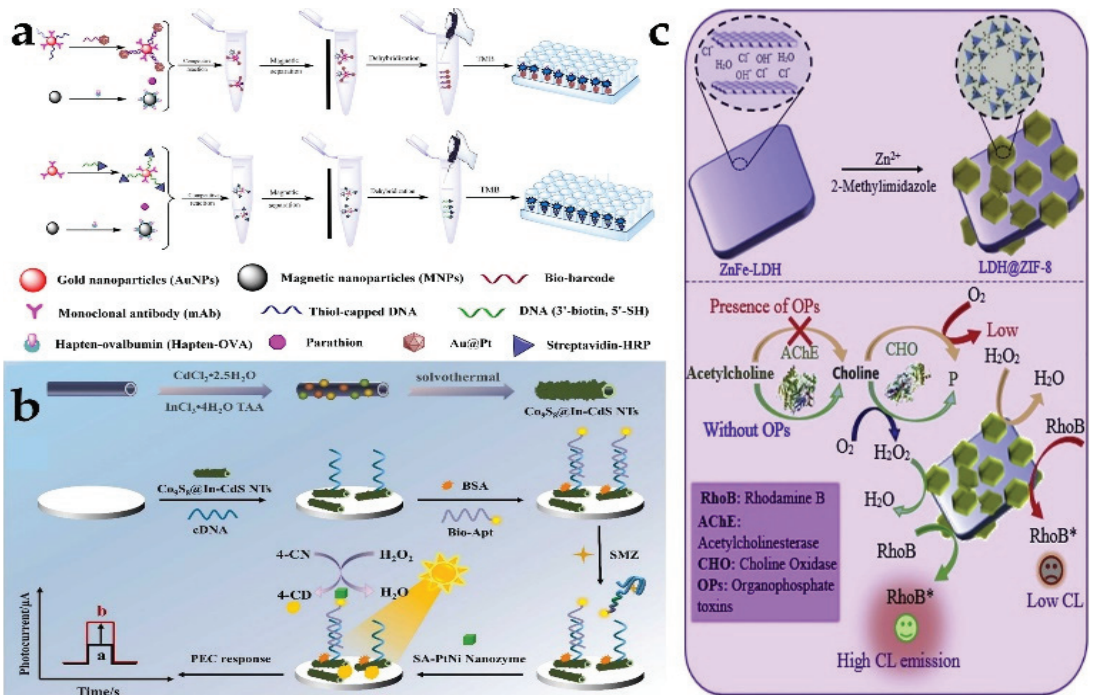 a
Competitive
reaction
Magnetic
separation
Dehybridization
TMB
Competitive
reaction
Magnetic
separation
Dehybridization
TMB
Gold nanoparticles (AuNPs)
Magnetic nanoparticles (MNPs)
Bio-barcode
Monoclonal antibody (mAb)
Thiol-capped DNA
DNA (3'-biotin, 5'-SH)
Hapten-ovalbumin (Hapten-OVA)
Parathion
Au@Pt
Streptavidin-HRP
b
CdCl₂•2.5H₂O
InCl₃•4H₂O TAA
solvothermal
Co₉S₈@In-CdS NTs
Co₉S₈@In-CdS NTs
cDNA
BSA
Bio-Apt
SMZ
4-CN
H₂O₂
4-CD
H₂O
SA-PtNi Nanozyme
PEC response
Photocurrent/μA
b
a
Time/s
c
Cl⁻
H₂O Cl⁻ OH⁻ Cl⁻
OH⁻ Cl⁻ H₂O
Zn²⁺
2-Methylimidazole
ZnFe-LDH
LDH@ZIF-8
Presence of OPs
O₂
Low
AChE
CHO
H₂O₂
Acetylcholine
Choline
P
H₂O
Without OPs
O₂
H₂O₂
RhoB
H₂O
RhoB
RhoB*
Low CL
RhoB*
High CL emission
RhoB: Rhodamine B
AChE:
Acetylcholinesterase
CHO: Choline Oxidase
OPs: Organophosphate
toxins